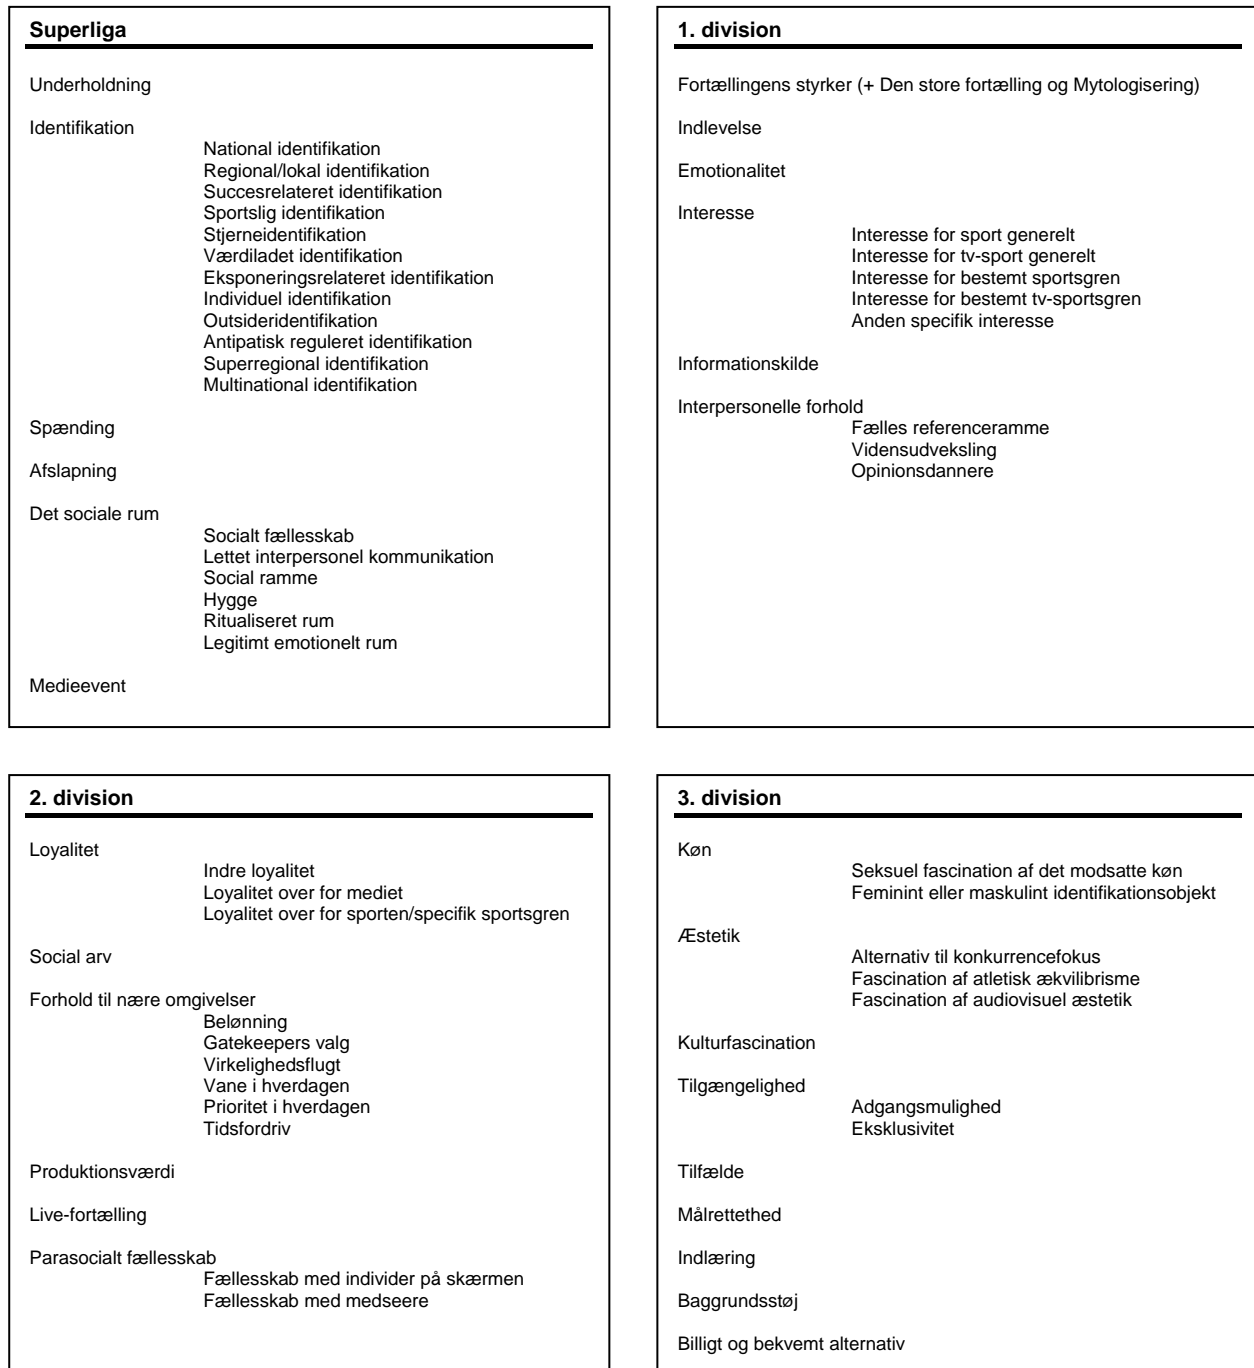 Superliga
Underholdning
Identifikation
National identifikation
Regional/lokal identifikation
Succesrelateret identifikation
Sportslig identifikation
Stjerneidentifikation
Værdiladet identifikation
Eksponeringsrelateret identifikation
Individuel identifikation
Outsideridentifikation
Antipatisk reguleret identifikation
Superregional identifikation
Multinational identifikation
Spænding
Afslapning
Det sociale rum
Socialt fællesskab
Lettet interpersonel kommunikation
Social ramme
Hygge
Ritualiseret rum
Legitimt emotionelt rum
Medieevent
1. division
Fortællingens styrker (+ Den store fortælling og Mytologisering)
Indlevelse
Emotionalitet
Interesse
Interesse for sport generelt
Interesse for tv-sport generelt
Interesse for bestemt sportsgren
Interesse for bestemt tv-sportsgren
Anden specifik interesse
Informationskilde
Interpersonelle forhold
Fælles referenceramme
Vidensudveksling
Opinionsdannere
2. division
Loyalitet
Indre loyalitet
Loyalitet over for mediet
Loyalitet over for sporten/specifik sportsgren
Social arv
Forhold til nære omgivelser
Belønning
Gatekeepers valg
Virkelighedsflugt
Vane i hverdagen
Prioritet i hverdagen
Tidsfordriv
Produktionsværdi
Live-fortælling
Parasocialt fællesskab
Fællesskab med individer på skærmen
Fællesskab med medseere
3. division
Køn
Seksuel fascination af det modsatte køn
Feminint eller maskulint identifikationsobjekt
Æstetik
Alternativ til konkurrencefokus
Fascination af atletisk ækvilibrisme
Fascination af audiovisuel æstetik
Kulturfascination
Tilgængelighed
Adgangsmulighed
Eksklusivitet
Tilfælde
Målrettethed
Indlæring
Baggrundsstøj
Billigt og bekvemt alternativ